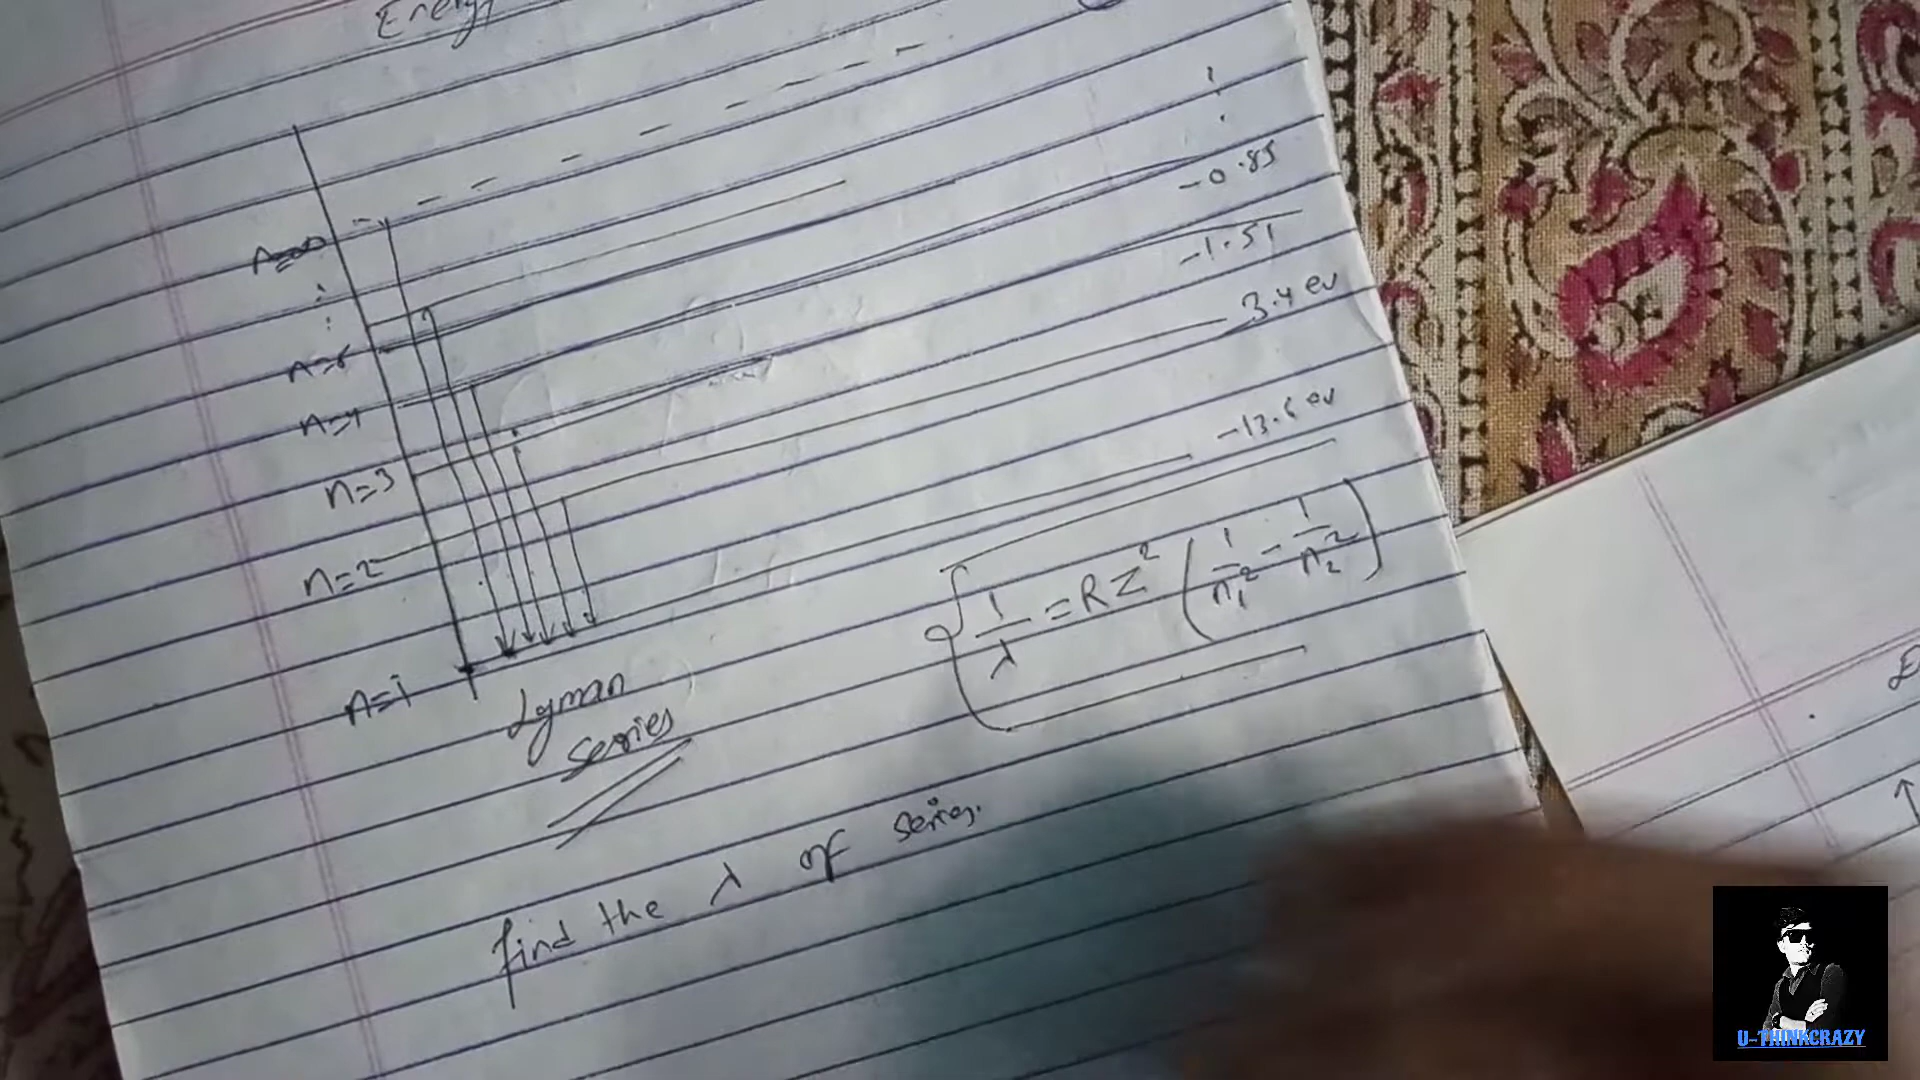 Energy
n=∞
-0.85
-1.51
3.4 ev
n=4
-13.6 ev
n=3
n=2
1/λ = RZ² (1/n₁² - 1/n₂²)
n=1
Lyman
series
find the λ of series.
U-THINKCRAZY